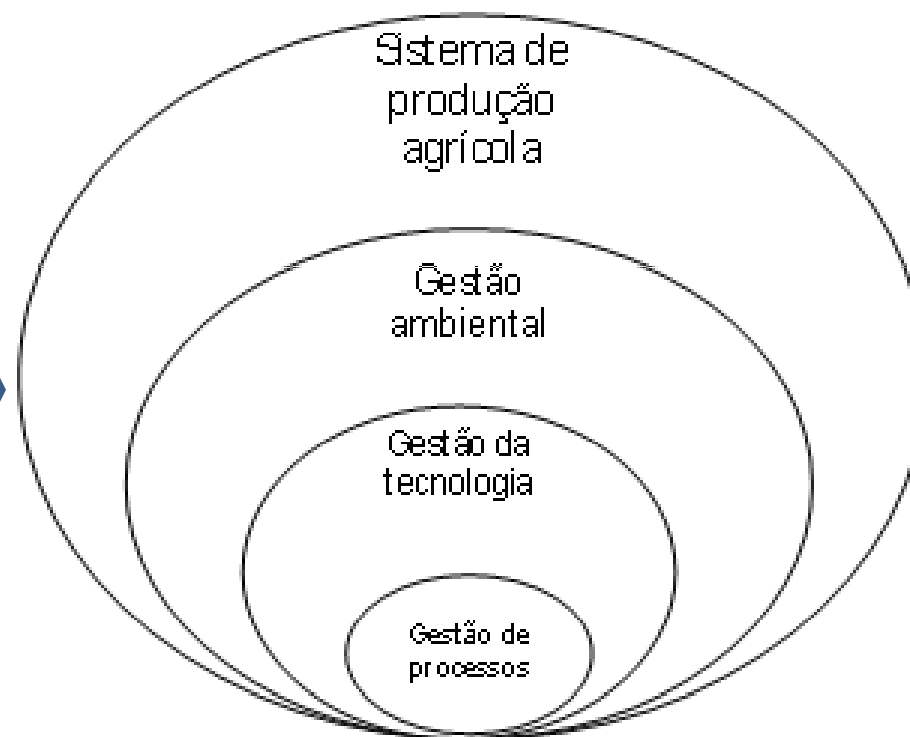 Sistema de
produção
agrícola
Gestão
ambiental
Gestão da
tecnologia
Gestão de
processos